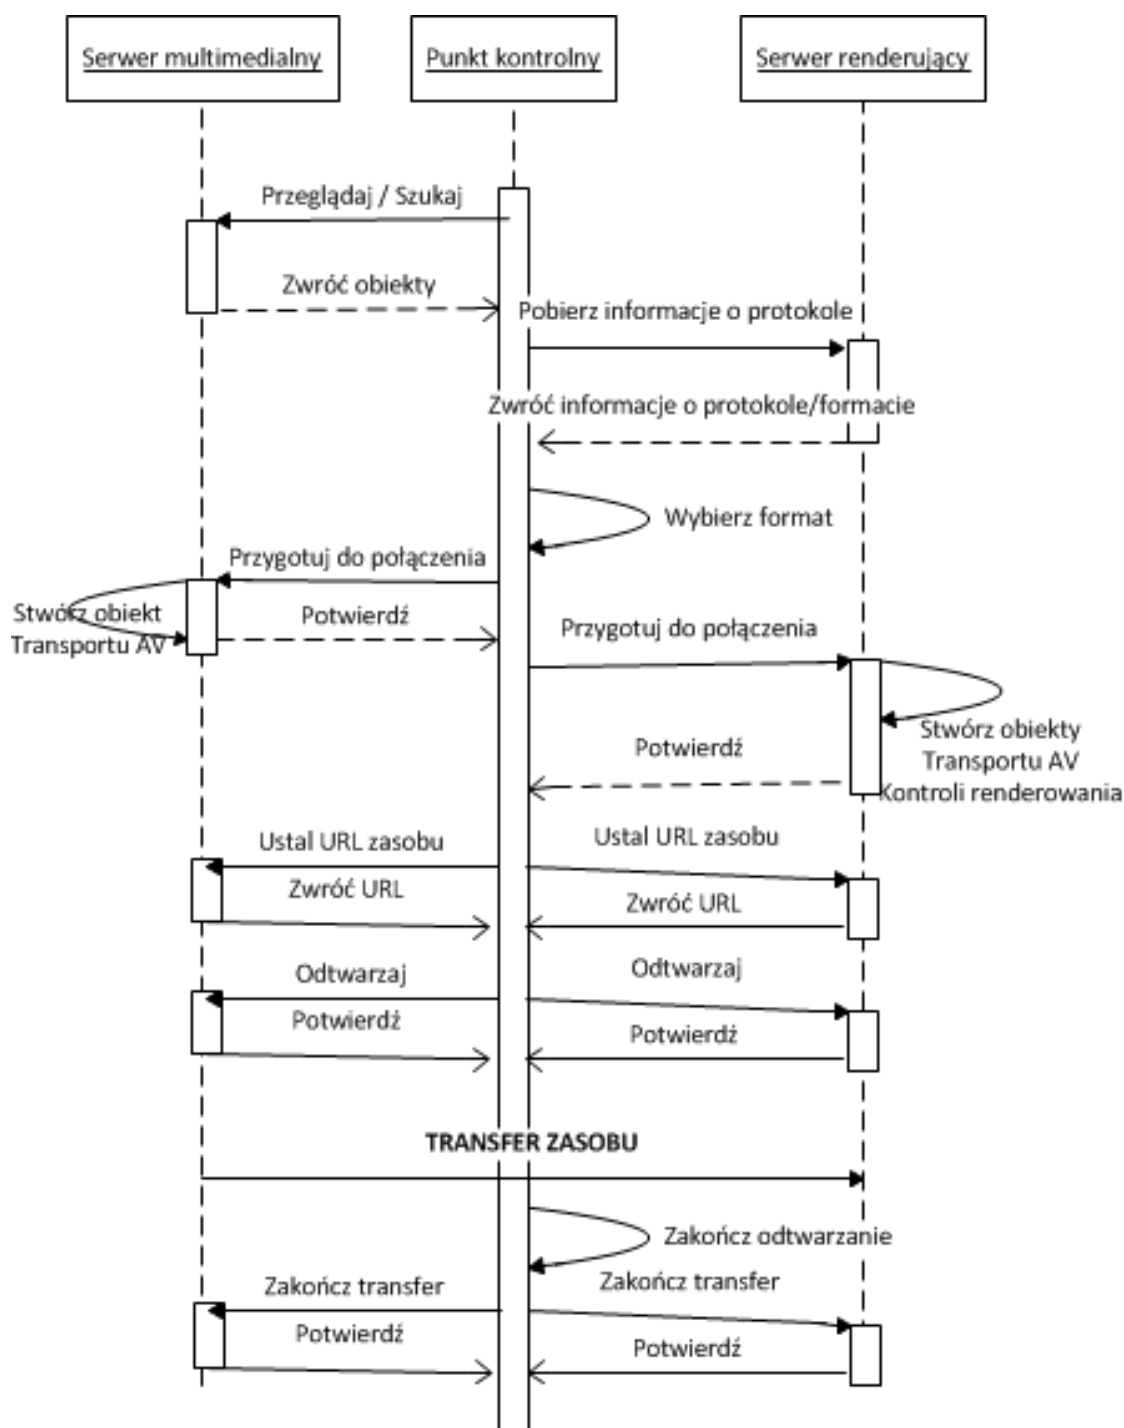 Serwer multimedialny
Punkt kontrolny
Serwer renderujący
Przeglądaj / Szukaj
Zwróć obiekty
Pobierz informacje o protokole
Zwróć informacje o protokole/formacie
Wybierz format
Przygotuj do połączenia
Stwórz obiekt
Transportu AV
Potwierdź
Przygotuj do połączenia
Stwórz obiekty
Transportu AV
Kontroli renderowania
Potwierdź
Ustal URL zasobu
Ustal URL zasobu
Zwróć URL
Zwróć URL
Odtwarzaj
Odtwarzaj
Potwierdź
Potwierdź
TRANSFER ZASOBU
Zakończ odtwarzanie
Zakończ transfer
Zakończ transfer
Potwierdź
Potwierdź